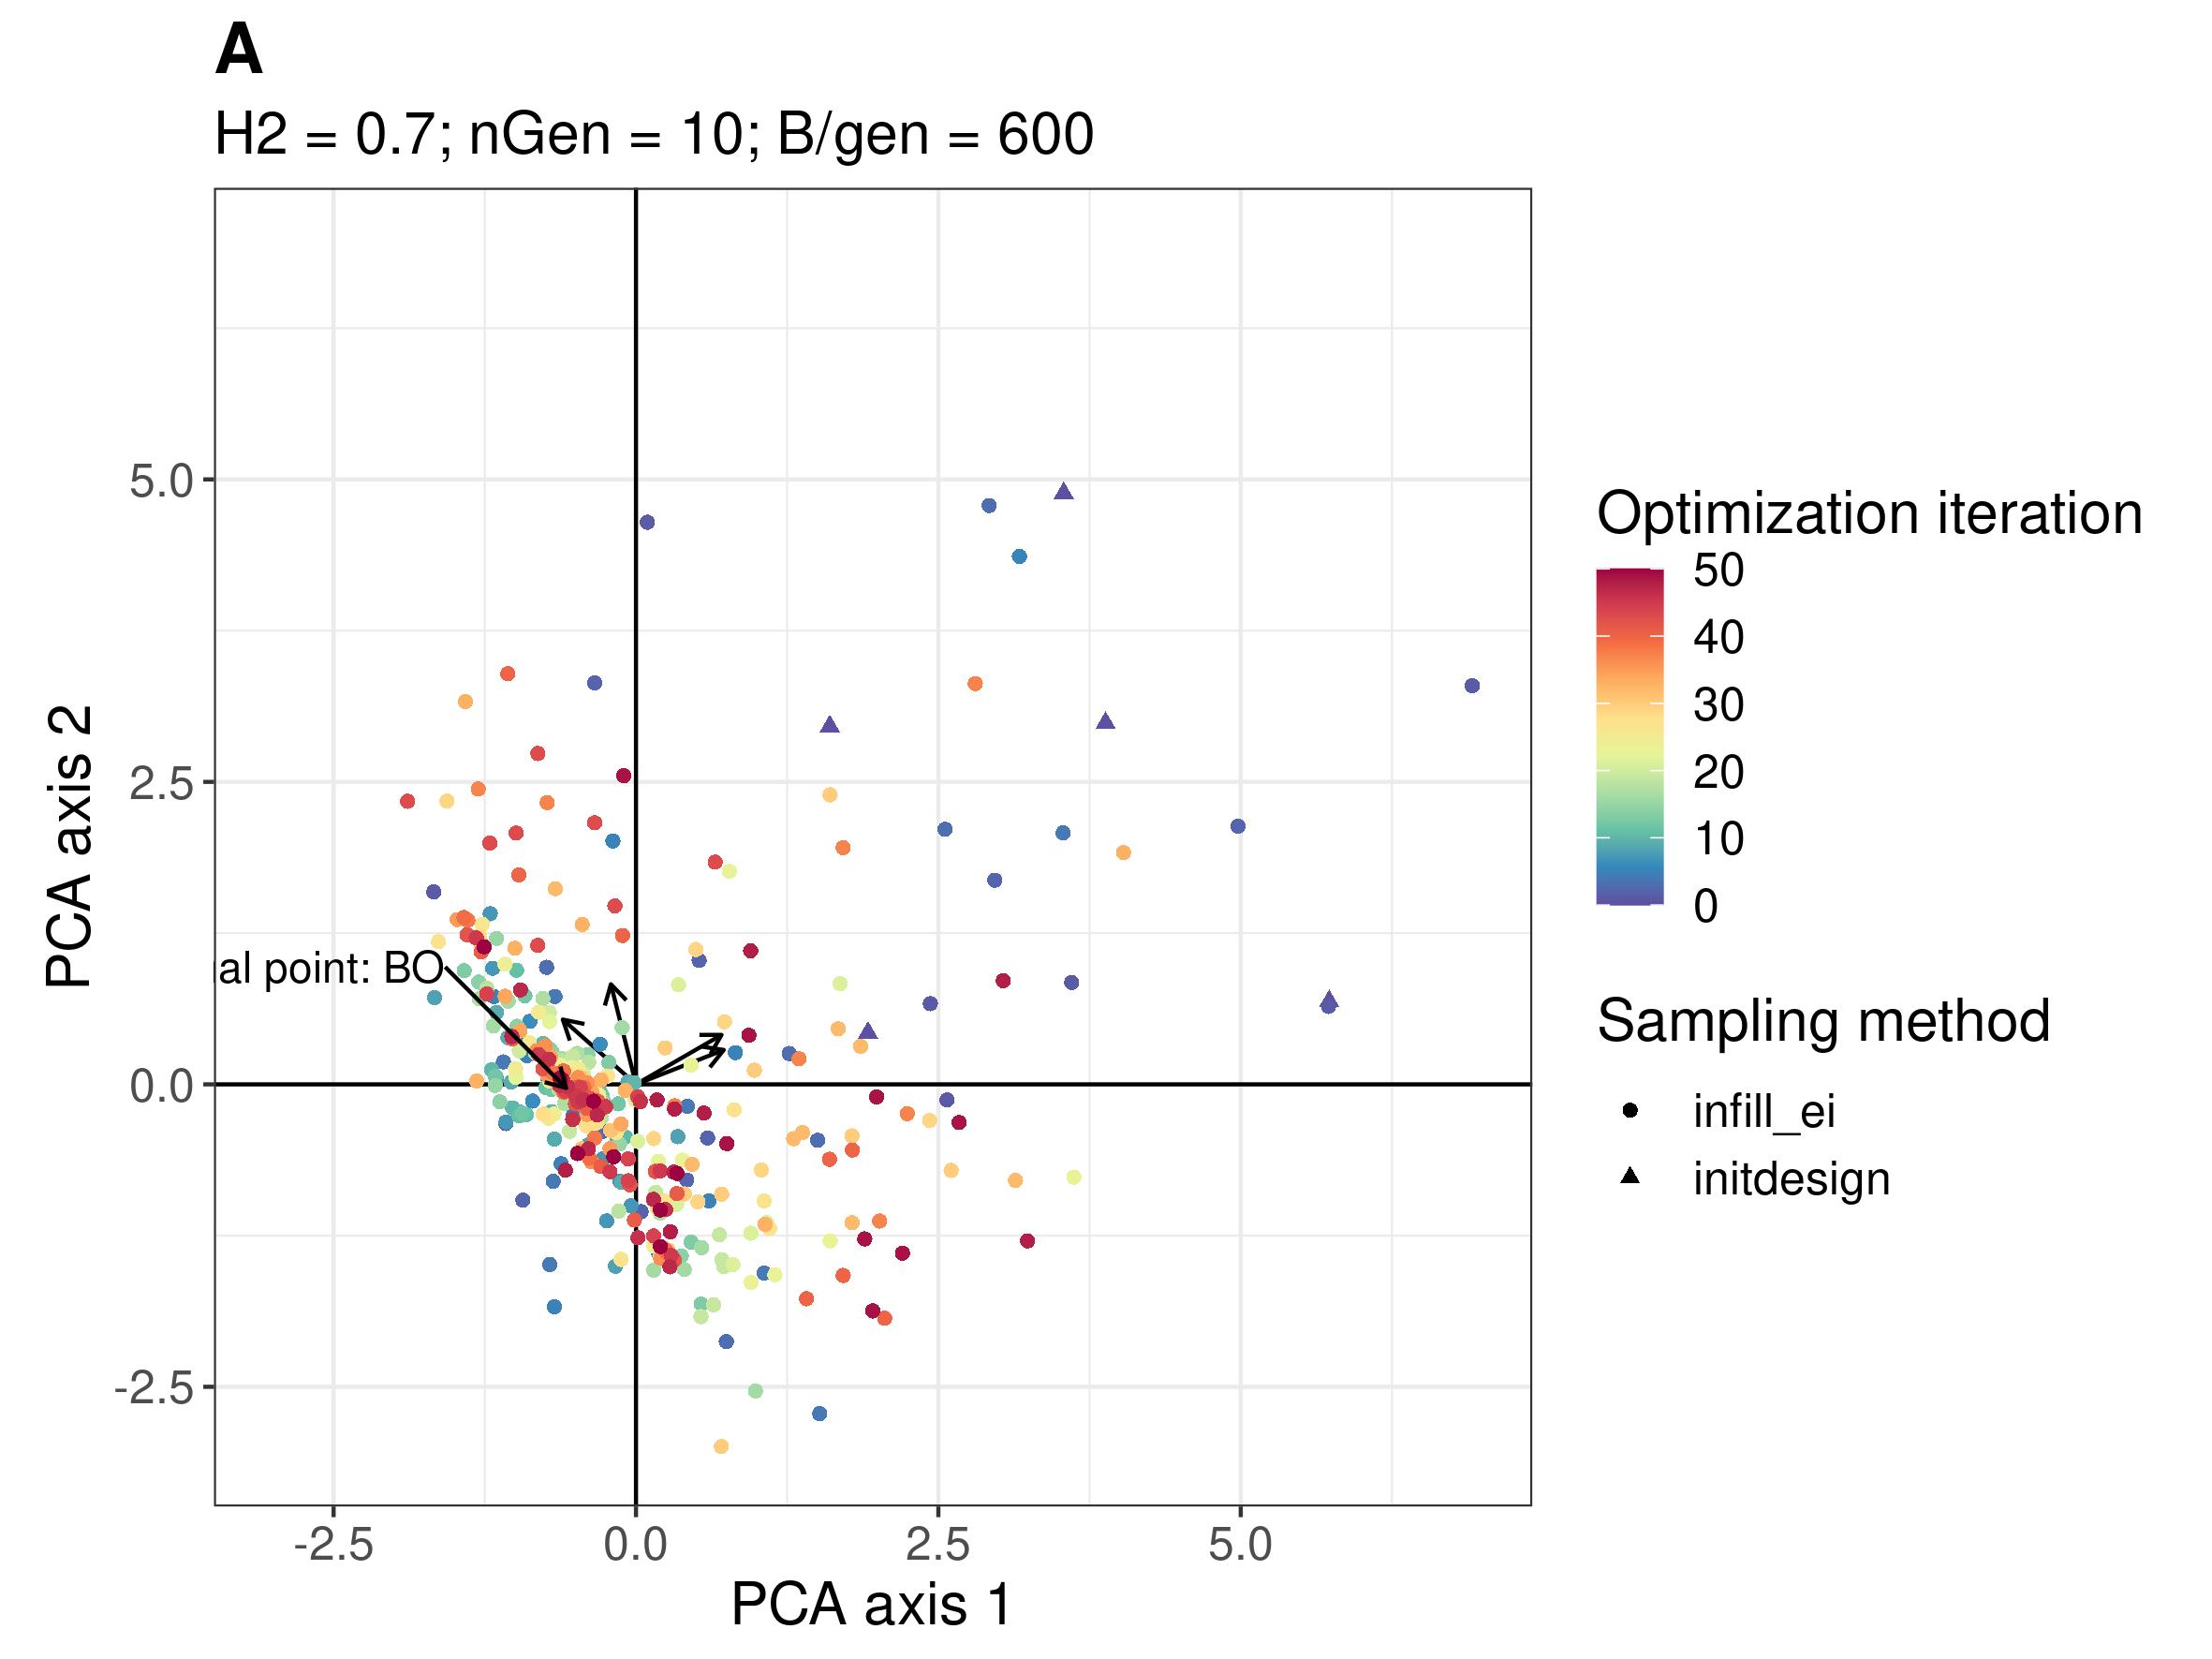 A
H2 = 0.7; nGen = 10; B/gen = 600
PCA axis 2
5.0
2.5
0.0
-2.5
al point: BO
-2.5
0.0
2.5
5.0
PCA axis 1
Optimization iteration
50
40
30
20
10
0
Sampling method
infill_ei
initdesign